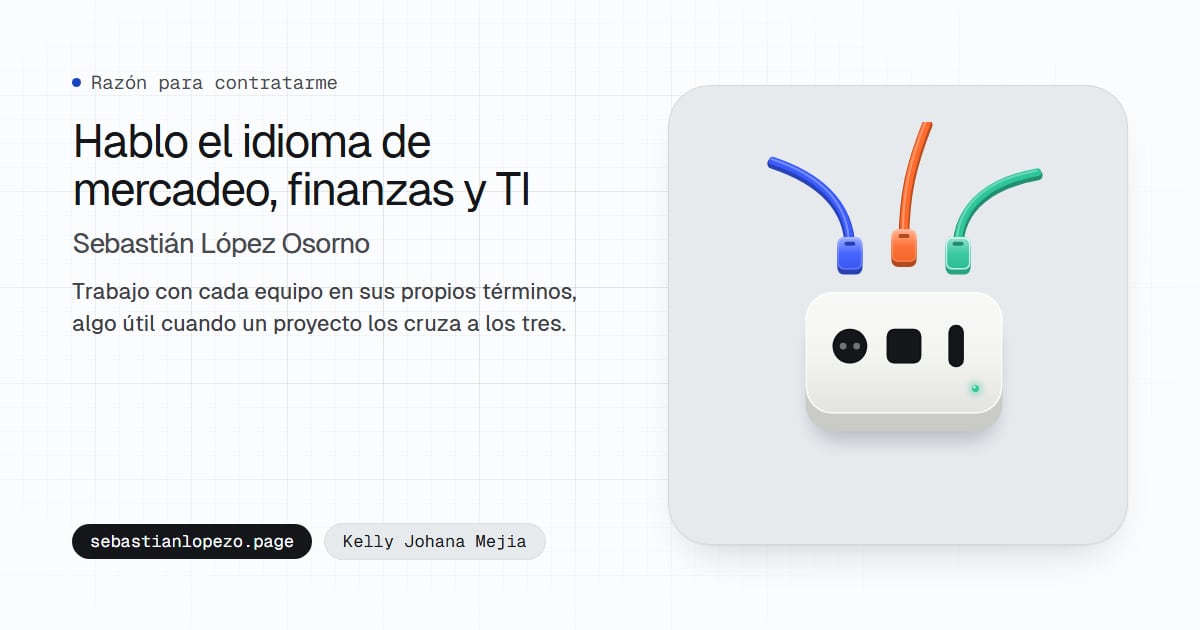 Razón para contratarme
Hablo el idioma de
mercadeo, finanzas y TI
Sebastián López Osorno
Trabajo con cada equipo en sus propios términos,
algo útil cuando un proyecto los cruza a los tres.
sebastianlopezo.page
Kelly Johana Mejia